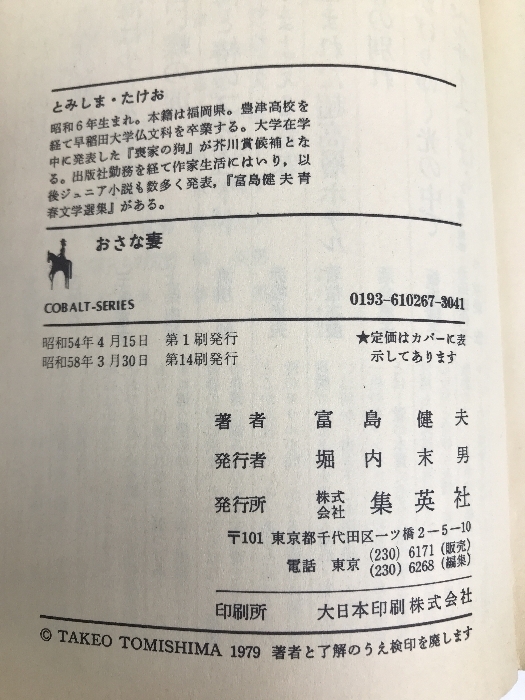 とみしま・たけお
昭和6年生まれ。本籍は福岡県。豊津高校を
経て早稲田大学仏文科を卒業する。大学在学
中に発表した『喪家の狗』が芥川賞候補とな
る。出版社勤務を経て作家生活にはいり，以
後ジュニア小説も数多く発表，『富島健夫青
春文学選集』がある。
おさな妻
COBALT-SERIES
0193-610267-3041
昭和54年4月15日 第1刷発行
昭和58年3月30日 第14刷発行
★定価はカバーに表
示してあります
著者 富島健夫
発行者 堀内末男
発行所 株式会社 集英社
〒101 東京都千代田区一ツ橋2-5-10
電話 東京 (230) 6171 (販売)
(230) 6268 (編集)
印刷所 大日本印刷株式会社
© TAKEO TOMISHIMA 1979 著者と了解のうえ検印を廃します